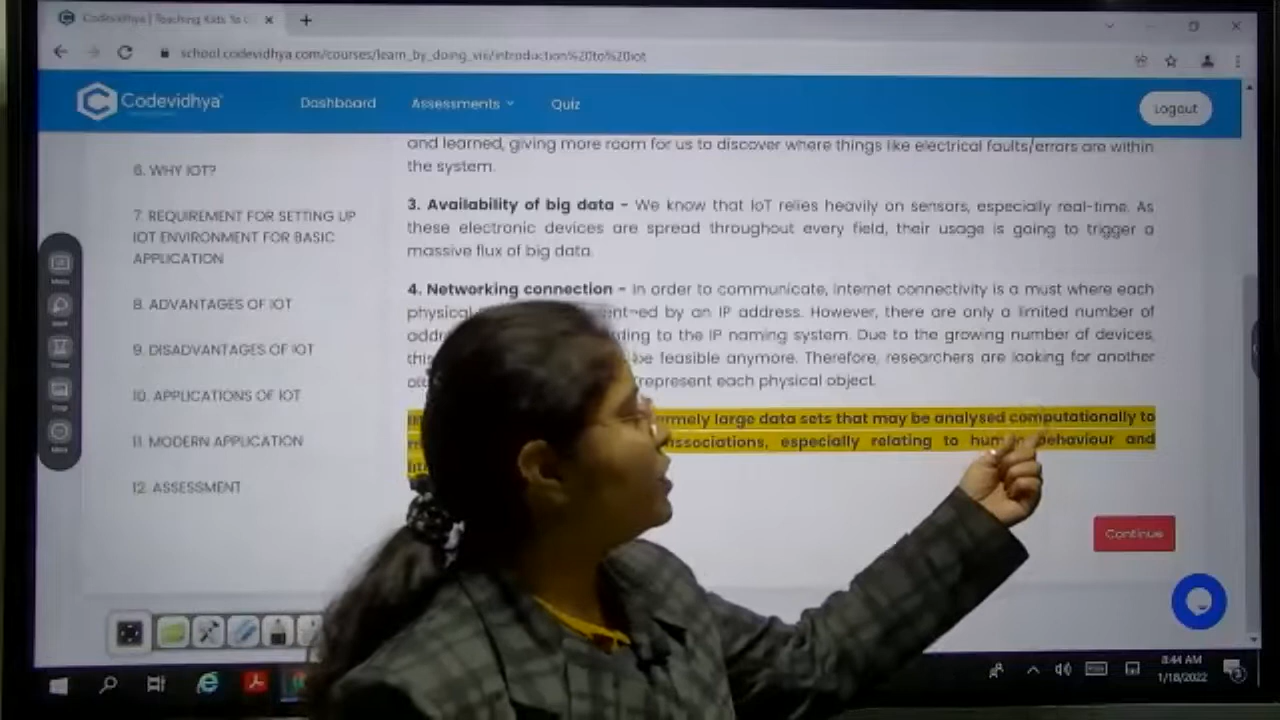 Codevidhya | Teaching Kids To
school.codevidhya.com/courses/learn_by_doing_viii/introduction%20to%20iot
Codevidhya
Dashboard
Assessments
Quiz
Logout
6. WHY IOT?
7. REQUIREMENT FOR SETTING UP
IOT ENVIRONMENT FOR BASIC
APPLICATION
8. ADVANTAGES OF IOT
9. DISADVANTAGES OF IOT
10. APPLICATIONS OF IOT
11. MODERN APPLICATION
12. ASSESSMENT
and learned, giving more room for us to discover where things like electrical faults/errors are within
the system.
3. Availability of big data - We know that IoT relies heavily on sensors, especially real-time. As
these electronic devices are spread throughout every field, their usage is going to trigger a
massive flux of big data.
4. Networking connection - In order to communicate, internet connectivity is a must where each
physical by an IP address. However, there are only a limited number of
to the IP naming system. Due to the growing number of devices,
be feasible anymore. Therefore, researchers are looking for another
represent each physical object.
large data sets that may be analysed computationally to
associations, especially relating to human behaviour and
Continue
8:44 AM
1/18/2022